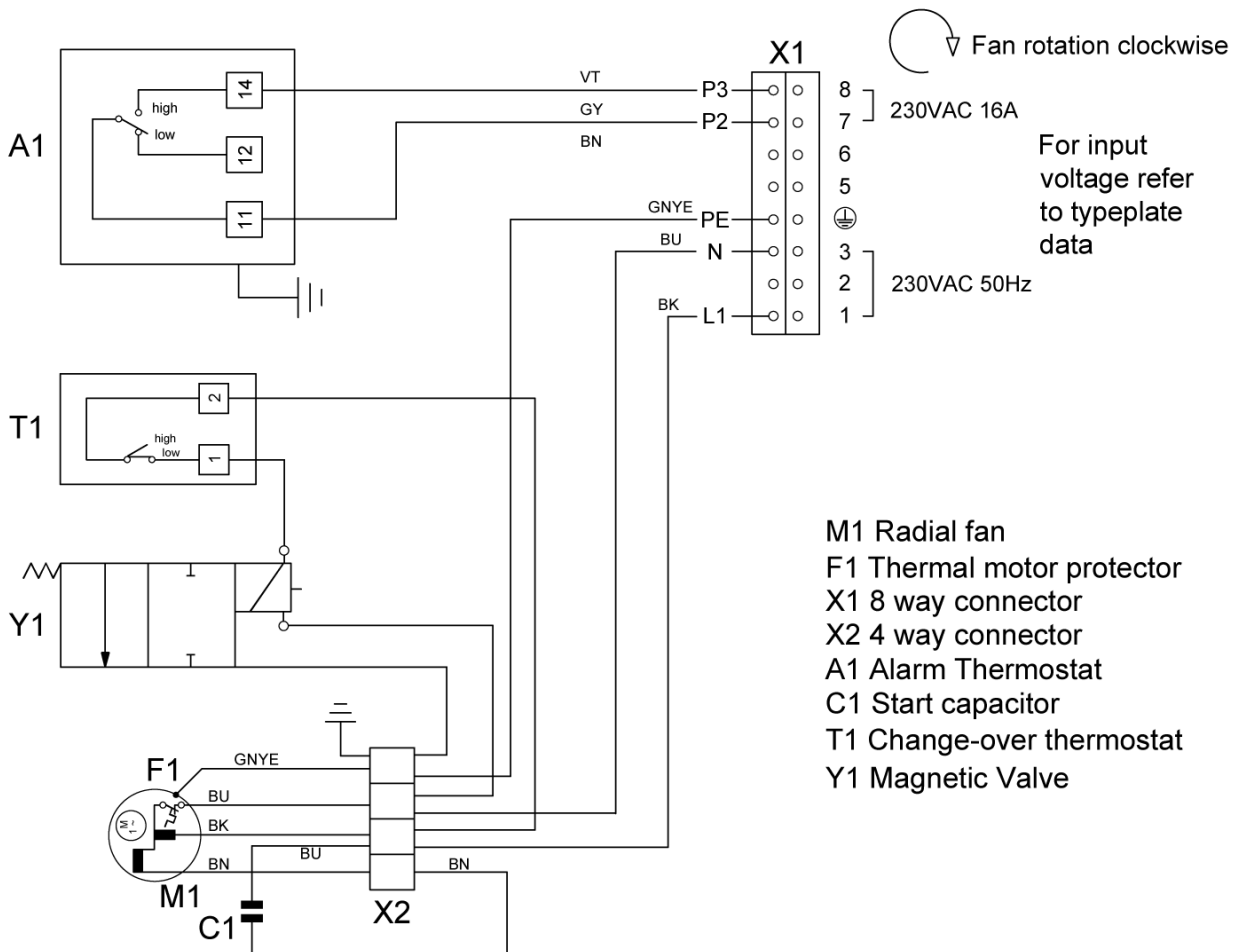 Fan rotation clockwise
X1
VT
P3
8
14
GY
P2
7
230VAC 16A
high
low
A1
BN
6
For input
voltage refer
to typeplate
data
12
5
GNYE
PE
11
BU
N
3
2
230VAC 50Hz
BK
L1
1
T1
2
high
low
1
Y1
M1 Radial fan
F1 Thermal motor protector
X1 8 way connector
X2 4 way connector
A1 Alarm Thermostat
C1 Start capacitor
T1 Change-over thermostat
Y1 Magnetic Valve
F1
GNYE
BU
M
1 ~
BK
BU
BN
BN
M1
C1
X2